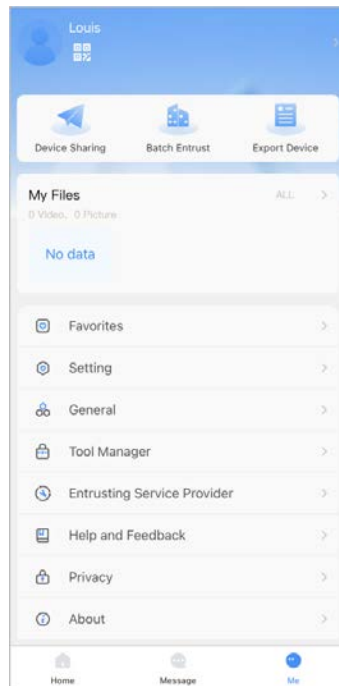 Louis
Device Sharing
Batch Entrust
Export Device
My Files
ALL
0 Video, 0 Picture
No data
Favorites
Setting
General
Tool Manager
Entrusting Service Provider
Help and Feedback
Privacy
About
Home
Message
Me